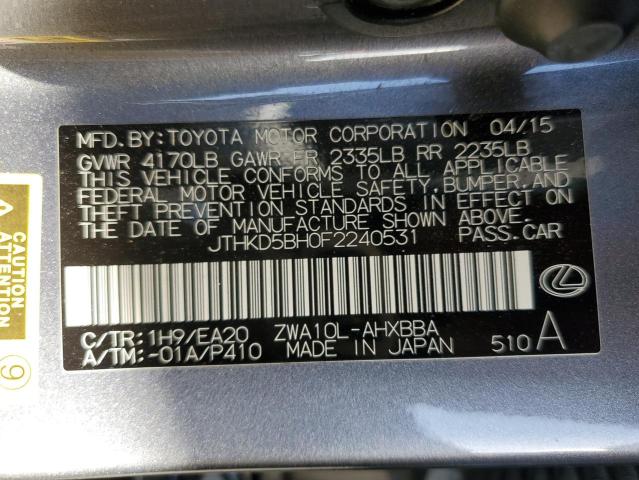 MFD.BY:TOYOTA MOTOR CORPORATION 04/15
GVWR 4170LB GAWR FR 2335LB RR 2235LB
THIS VEHICLE CONFORMS TO ALL APPLICABLE
FEDERAL MOTOR VEHICLE SAFETY,BUMPER,AND
THEFT PREVENTION STANDARDS IN EFFECT ON
THE DATE OF MANUFACTURE SHOWN ABOVE.
JTHKD5BH0F2240531 PASS.CAR
C/TR:1H9/EA20 ZWA10L-AHXBBA
A/TM:-01A/P410 MADE IN JAPAN 510A
CAUTION
ATTENTION
9